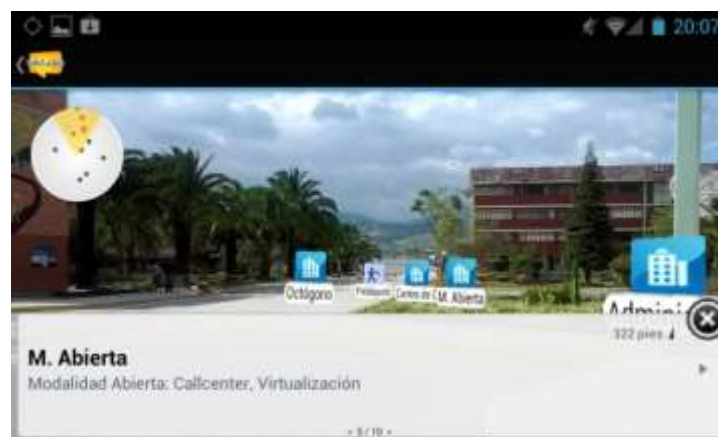 20:07
Octógono
M. Abierta
322 pies
M. Abierta
Modalidad Abierta: Callcenter, Virtualización